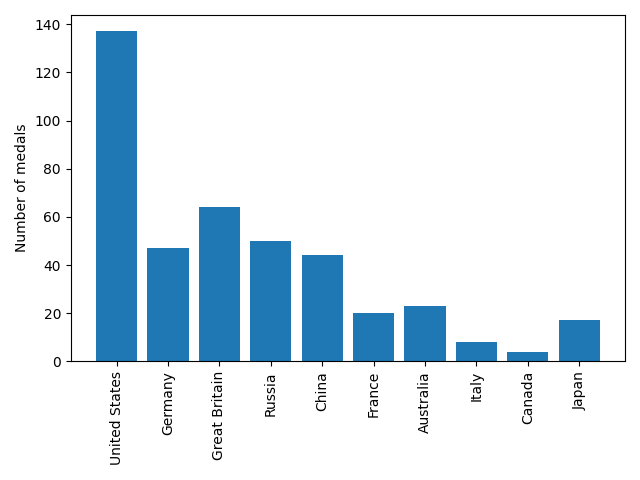 Number of medals
140
120
100
80
60
40
20
0
United States
Germany
Great Britain
Russia
China
France
Australia
Italy
Canada
Japan